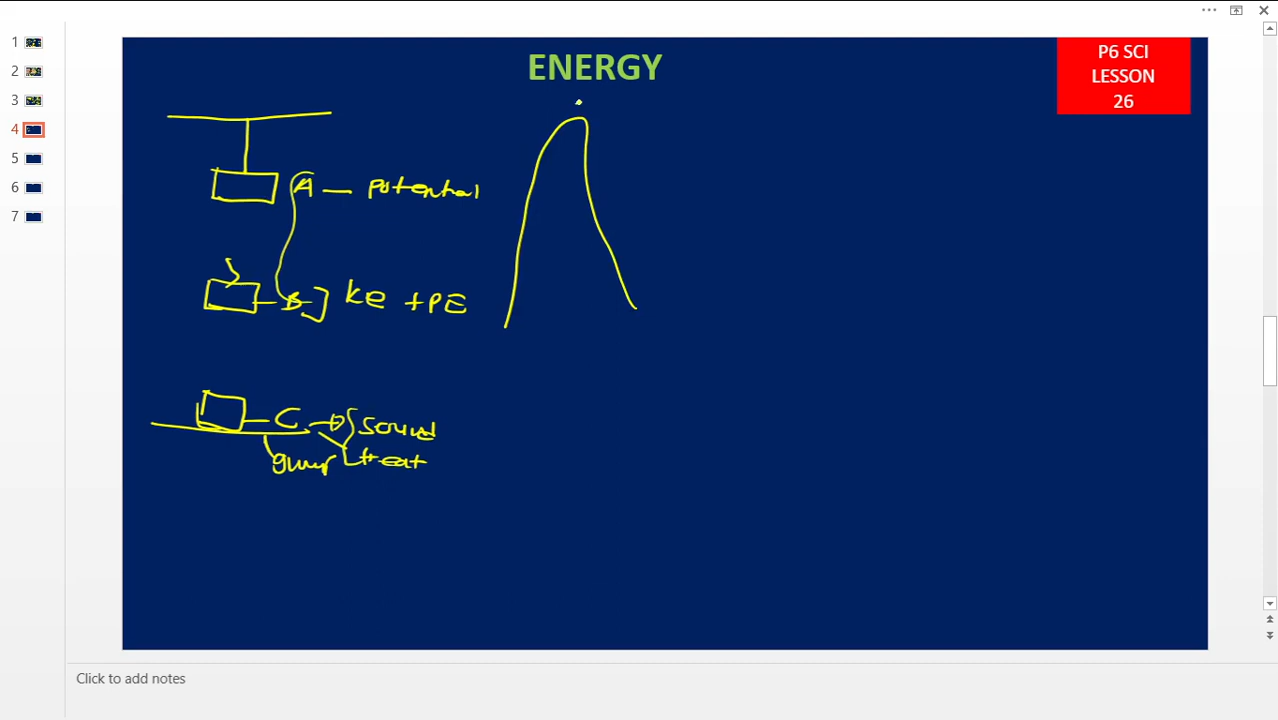 1
2
3
4
5
6
7
ENERGY
P6 SCI
LESSON
26
A — potential
B KE + PE
C sound
heat
Click to add notes